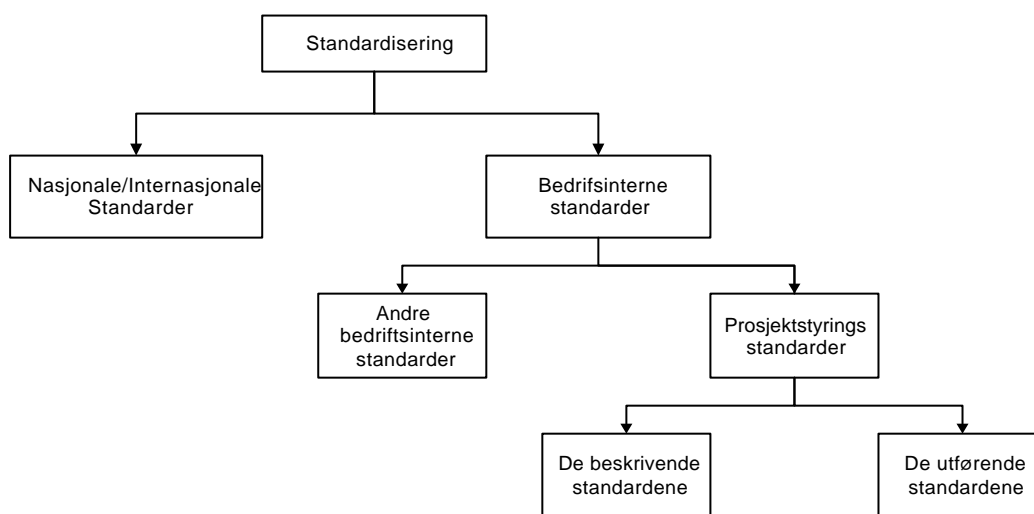 Standardisering
Nasjonale/Internasjonale
Standarder
Bedrifsinterne
standarder
Andre
bedriftsinterne
standarder
Prosjektstyrings
standarder
De beskrivende
standardene
De utførende
standardene